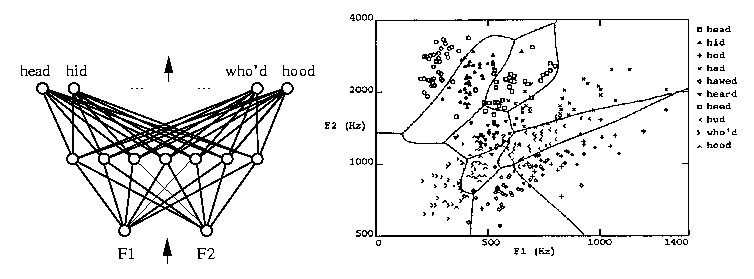 head hid ... ... who'd hood
F1 F2
4000
2000
F2 (Hz)
1000
500
0 500 1000 1400
F1 (Hz)
head
hid
hod
had
hawed
heard
heed
hud
who'd
hood